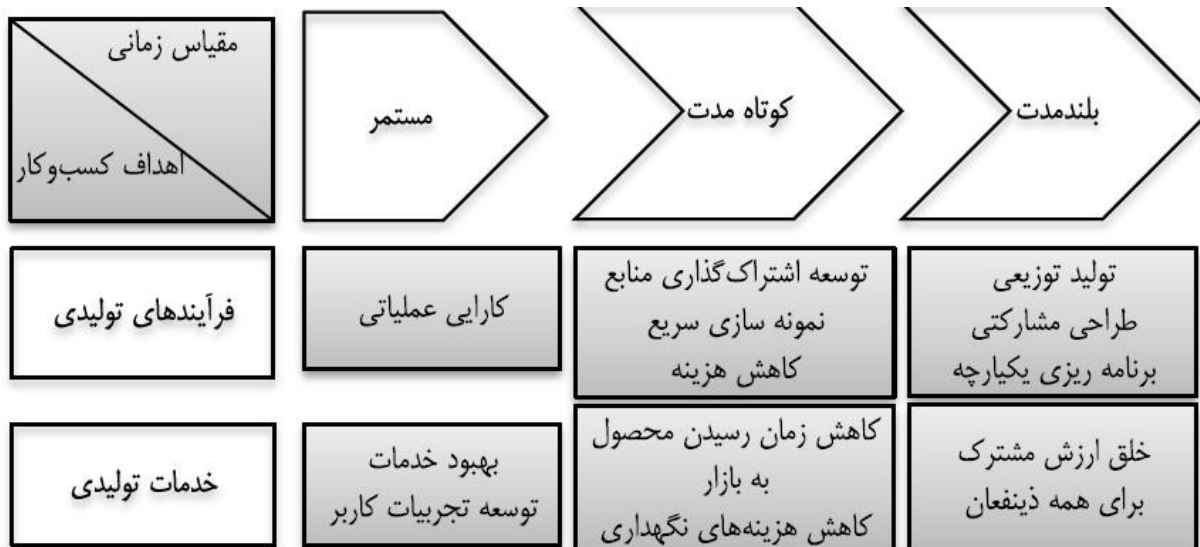 مقیاس زمانی
اهداف کسب‌وکار
مستمر
کوتاه مدت
بلندمدت
فرآیندهای تولیدی
کارایی عملیاتی
توسعه اشتراک‌گذاری منابع
نمونه سازی سریع
کاهش هزینه
تولید توزیعی
طراحی مشارکتی
برنامه ریزی یکپارچه
خدمات تولیدی
بهبود خدمات
توسعه تجربیات کاربر
کاهش زمان رسیدن محصول
به بازار
کاهش هزینه‌های نگهداری
خلق ارزش مشترک
برای همه ذینفعان